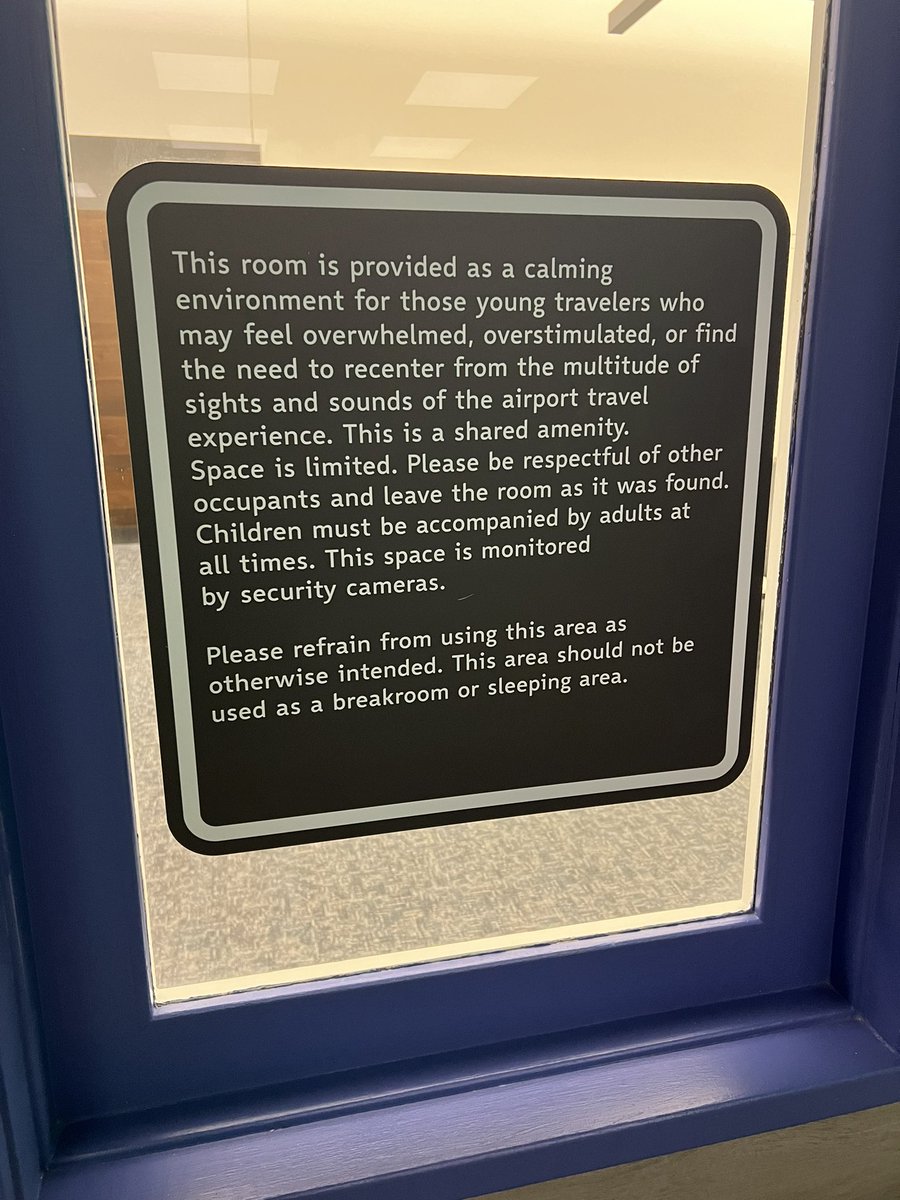 This room is provided as a calming
environment for those young travelers who
may feel overwhelmed, overstimulated, or find
the need to recenter from the multitude of
sights and sounds of the airport travel
experience. This is a shared amenity.
Space is limited. Please be respectful of other
occupants and leave the room as it was found.
Children must be accompanied by adults at
all times. This space is monitored
by security cameras.
Please refrain from using this area as
otherwise intended. This area should not be
used as a breakroom or sleeping area.